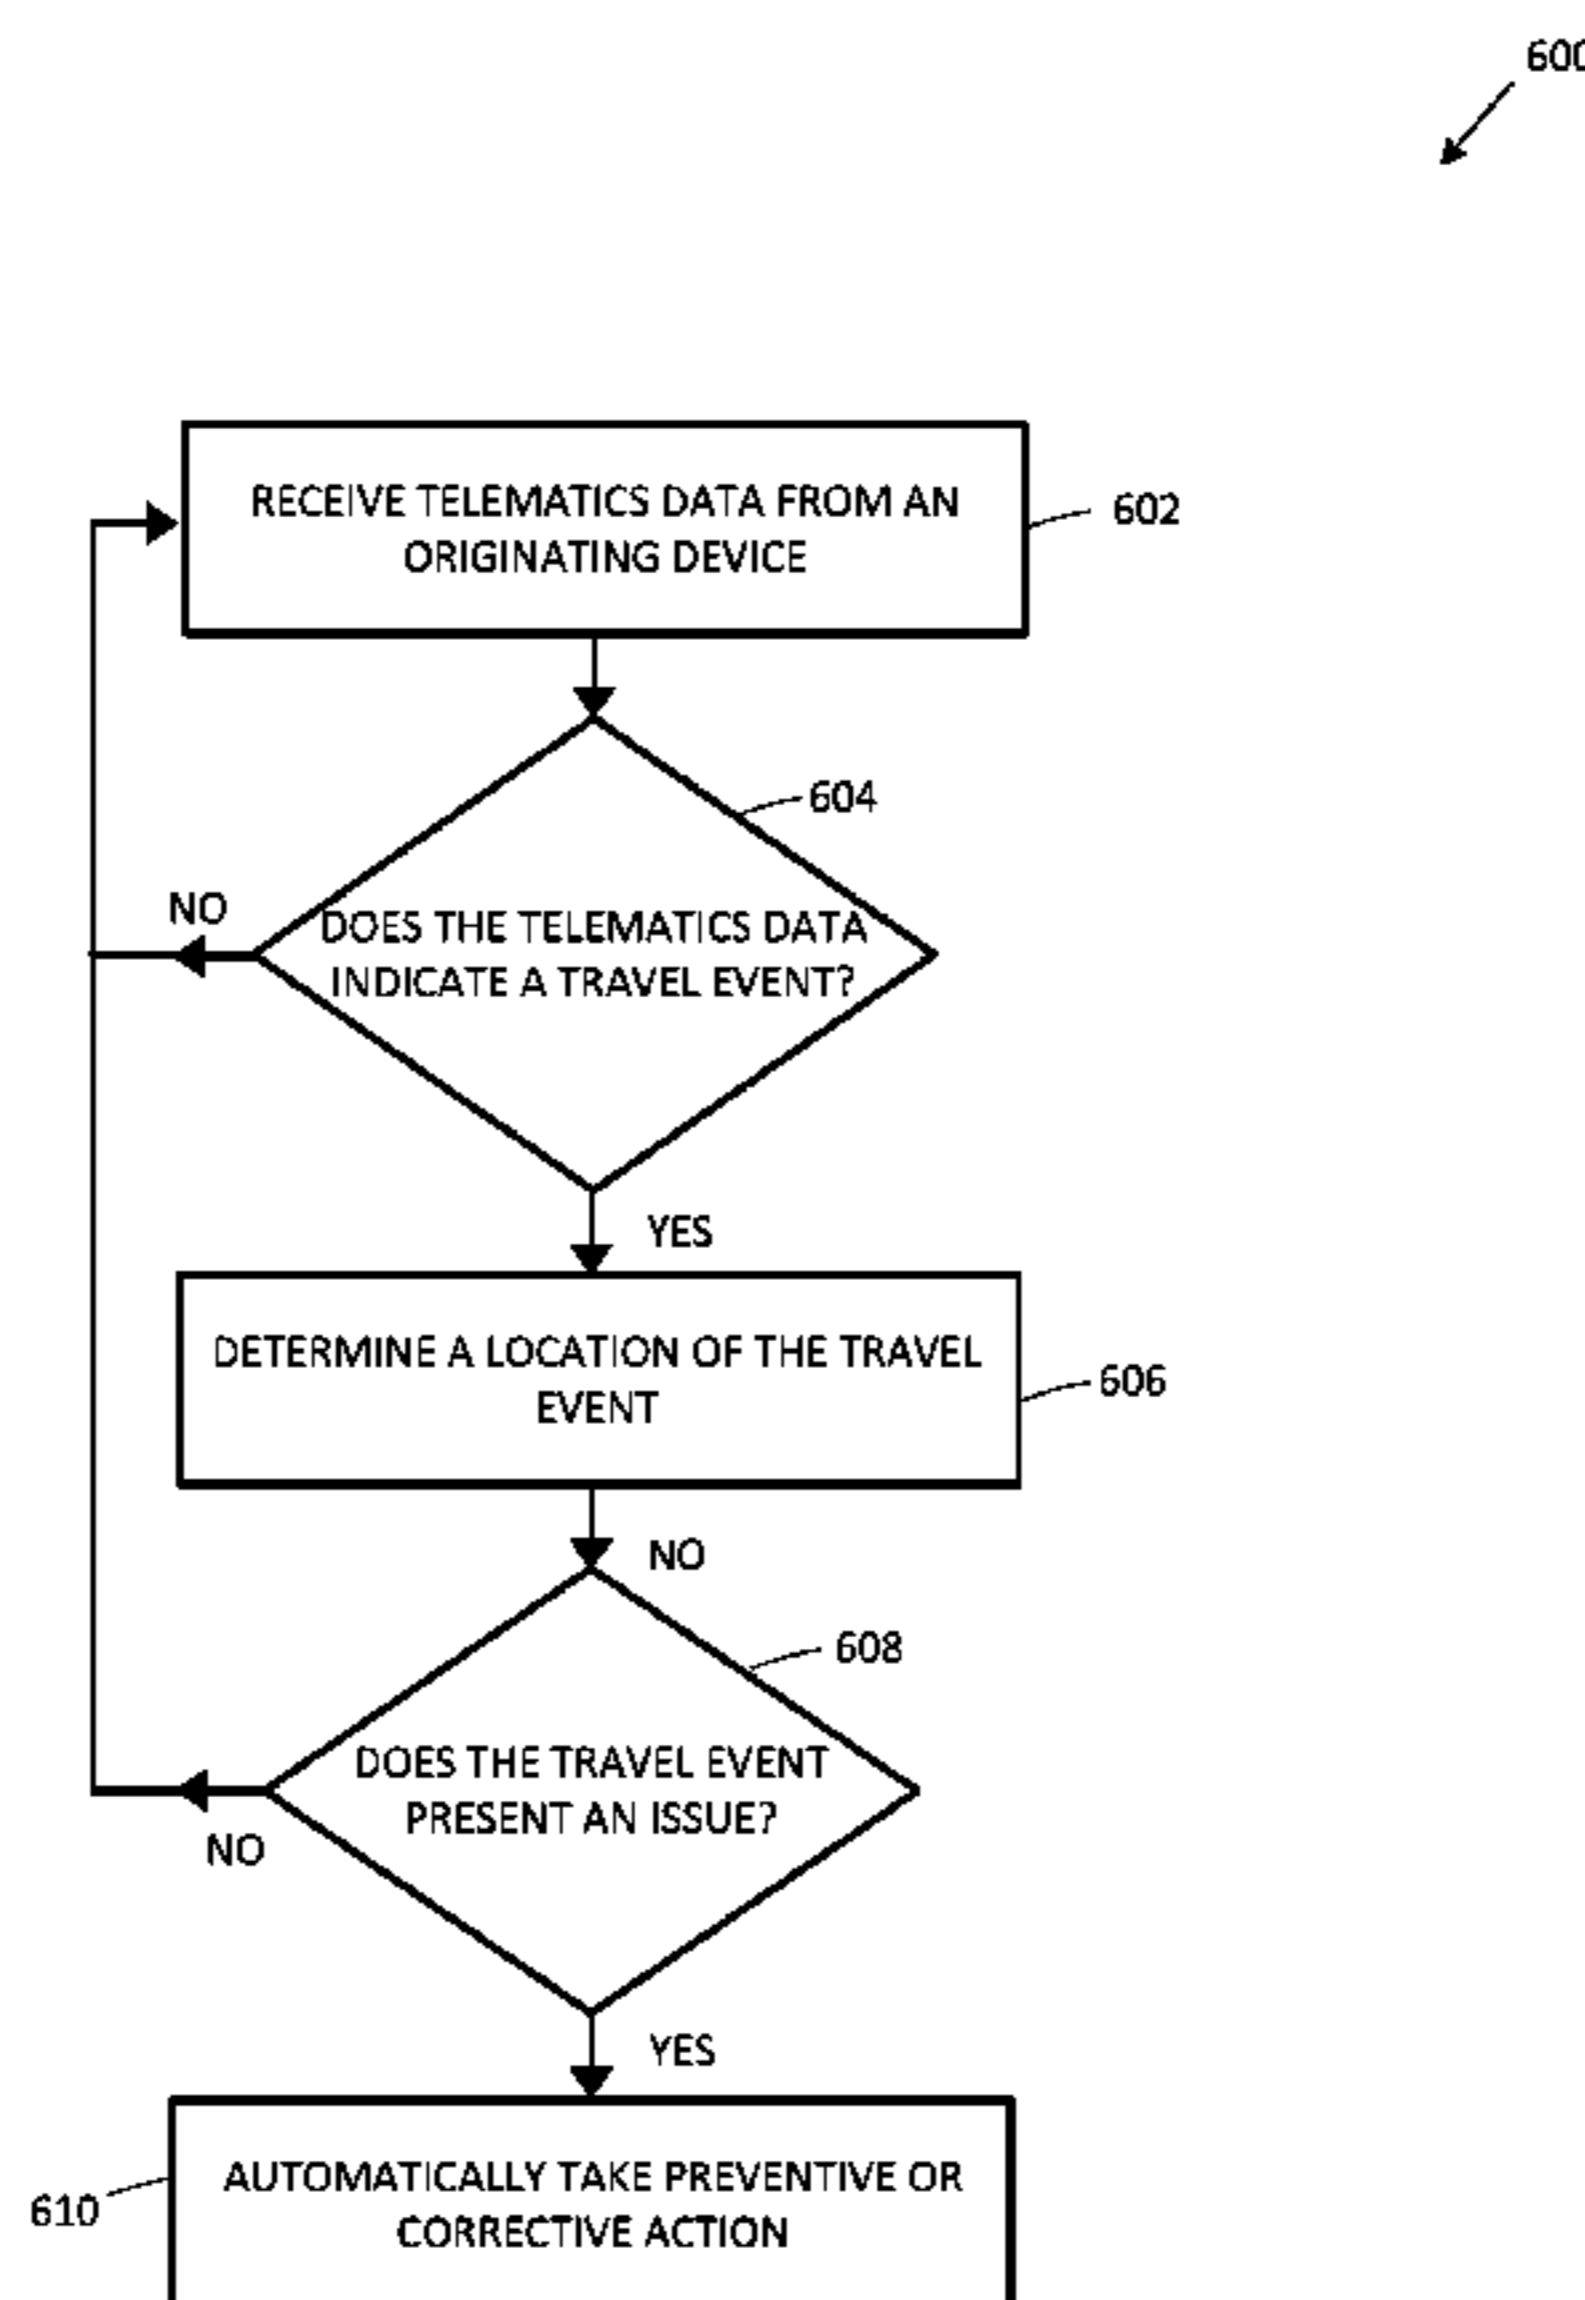 600
RECEIVE TELEMATICS DATA FROM AN
ORIGINATING DEVICE
602
604
NO
DOES THE TELEMATICS DATA
INDICATE A TRAVEL EVENT?
YES
DETERMINE A LOCATION OF THE TRAVEL
EVENT
606
NO
608
DOES THE TRAVEL EVENT
PRESENT AN ISSUE?
NO
YES
AUTOMATICALLY TAKE PREVENTIVE OR
CORRECTIVE ACTION
610